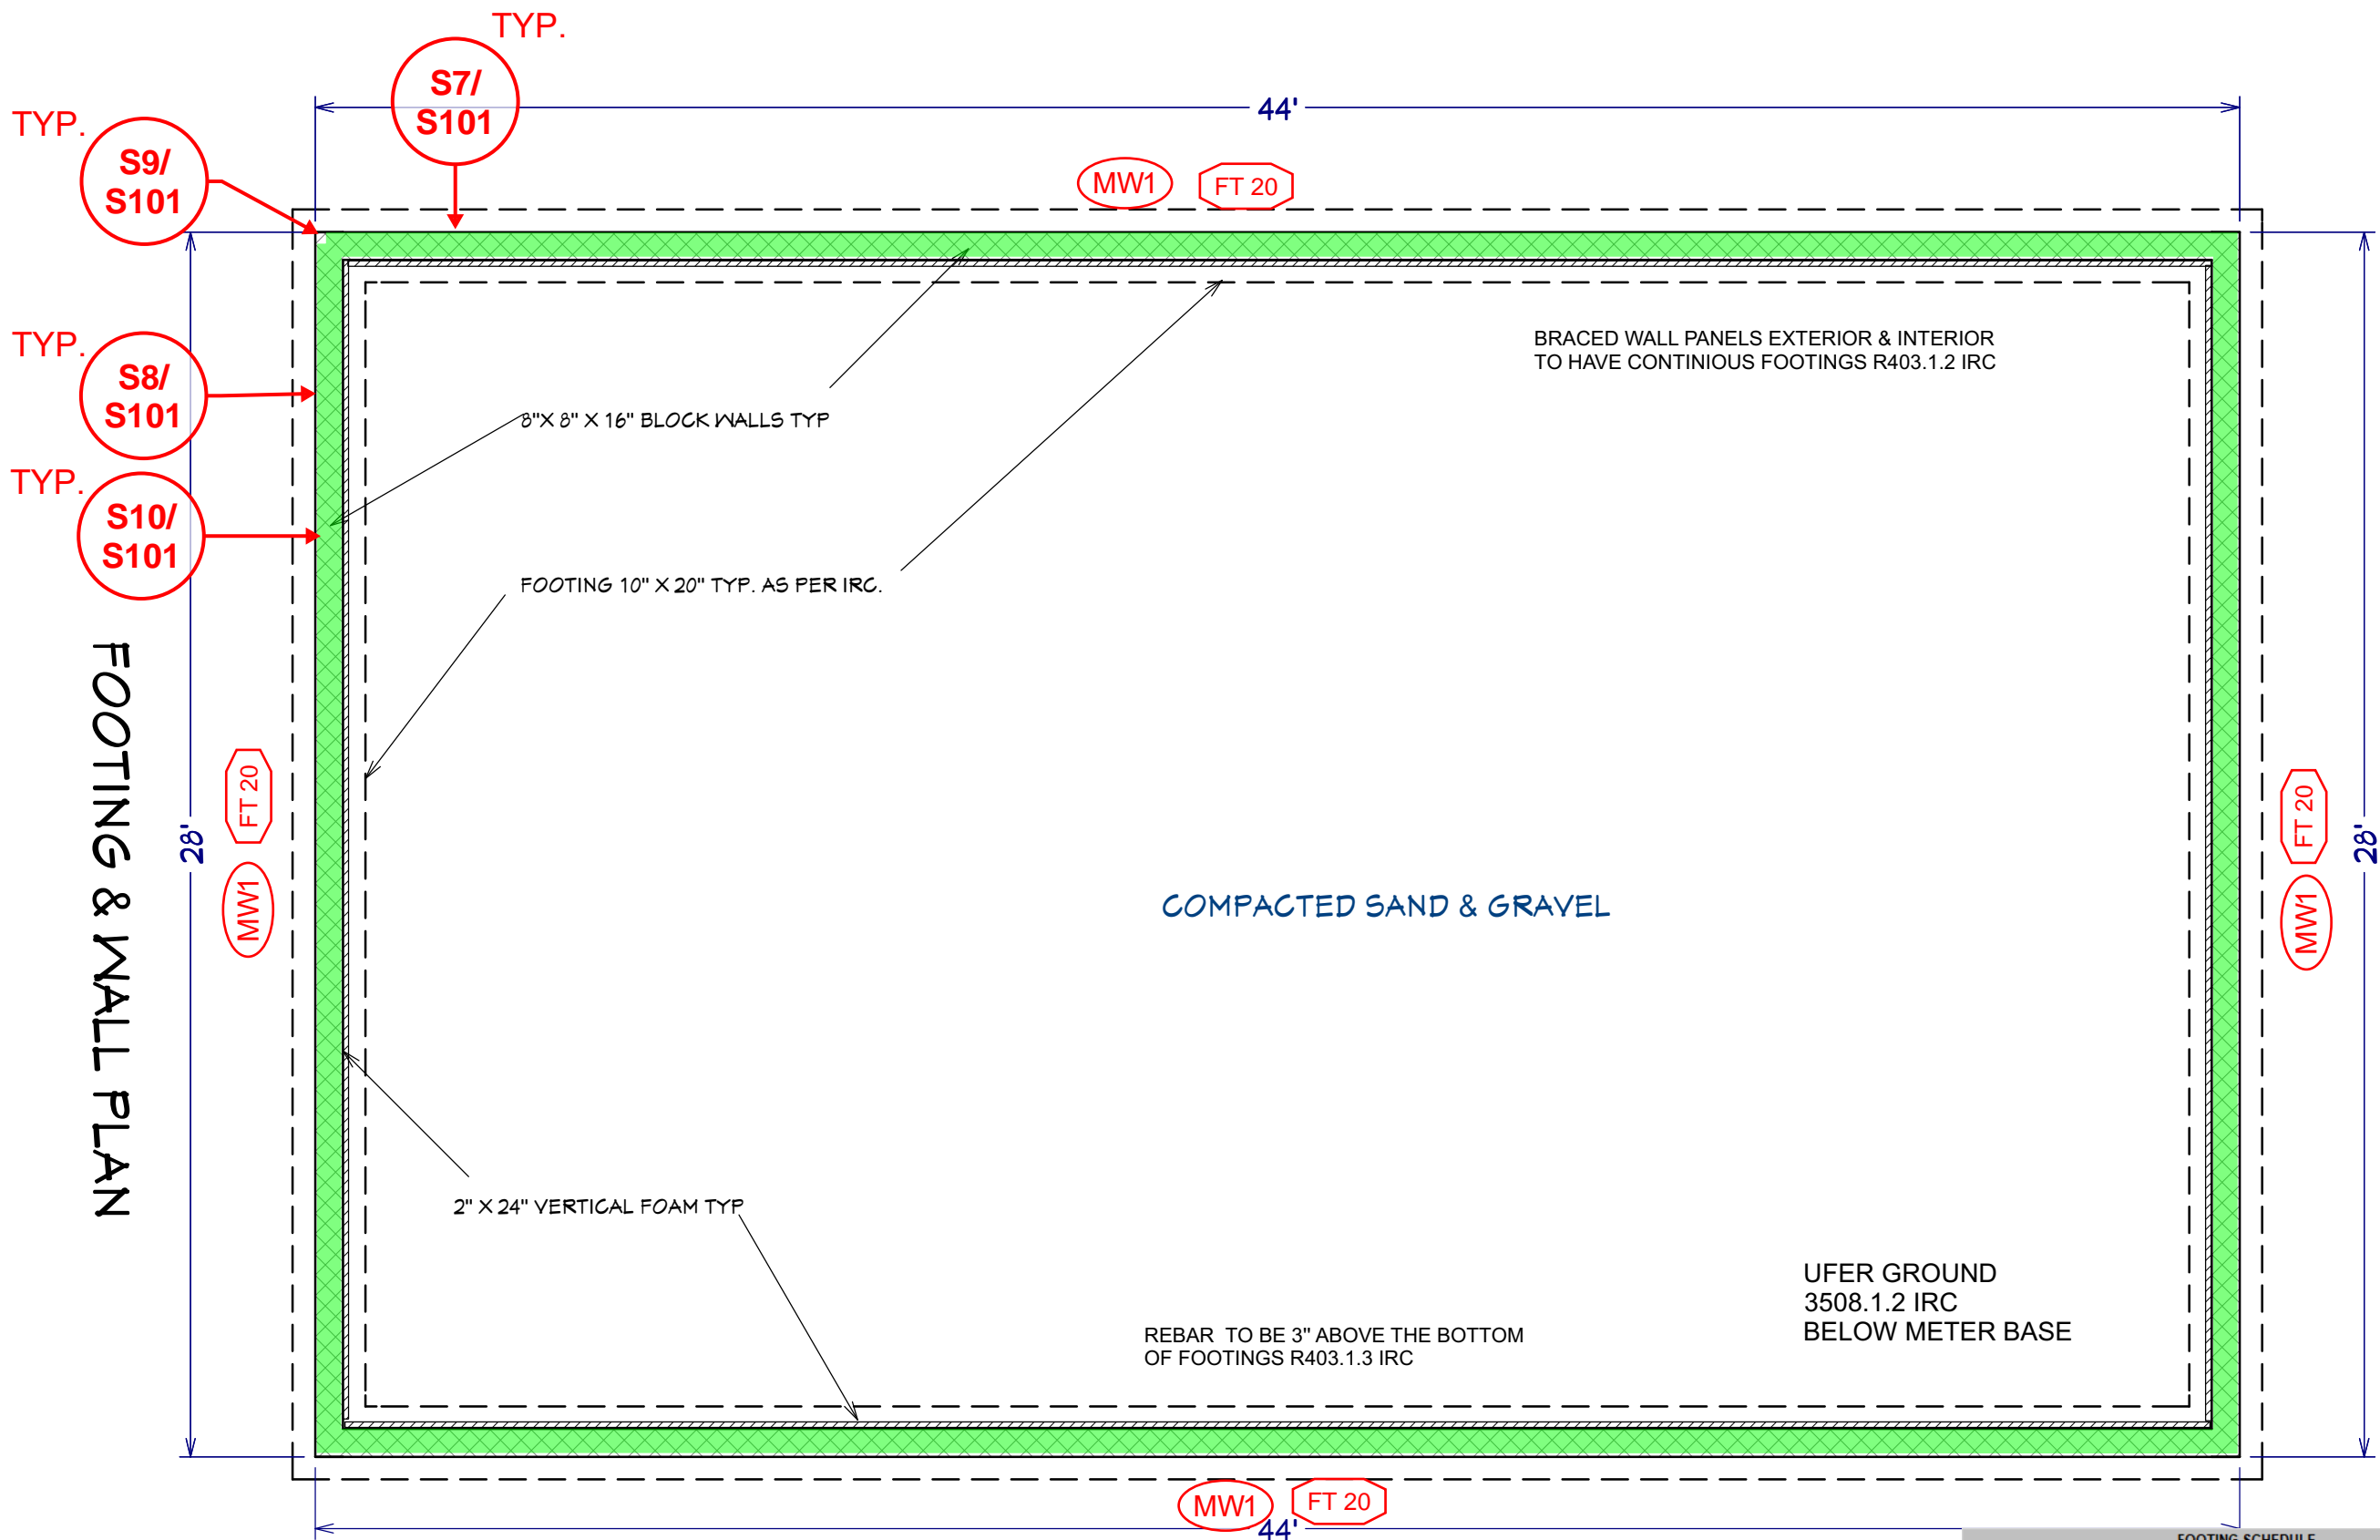 TYP.
S7/
S101
44'
TYP.
S9/
S101
MW1
FT 20
TYP.
S8/
S101
BRACED WALL PANELS EXTERIOR & INTERIOR
TO HAVE CONTINIOUS FOOTINGS R403.1.2 IRC
8"X 8" X 16" BLOCK WALLS TYP
TYP.
S10/
S101
FOOTING 10" X 20" TYP. AS PER IRC.
FOOTING & WALL PLAN
28'
FT 20
MW1
COMPACTED SAND & GRAVEL
FT 20
MW1
28'
2" X 24" VERTICAL FOAM TYP
UFER GROUND
3508.1.2 IRC
BELOW METER BASE
REBAR TO BE 3" ABOVE THE BOTTOM
OF FOOTINGS R403.1.3 IRC
MW1
FT 20
44'
FOOTING SCHEDULE